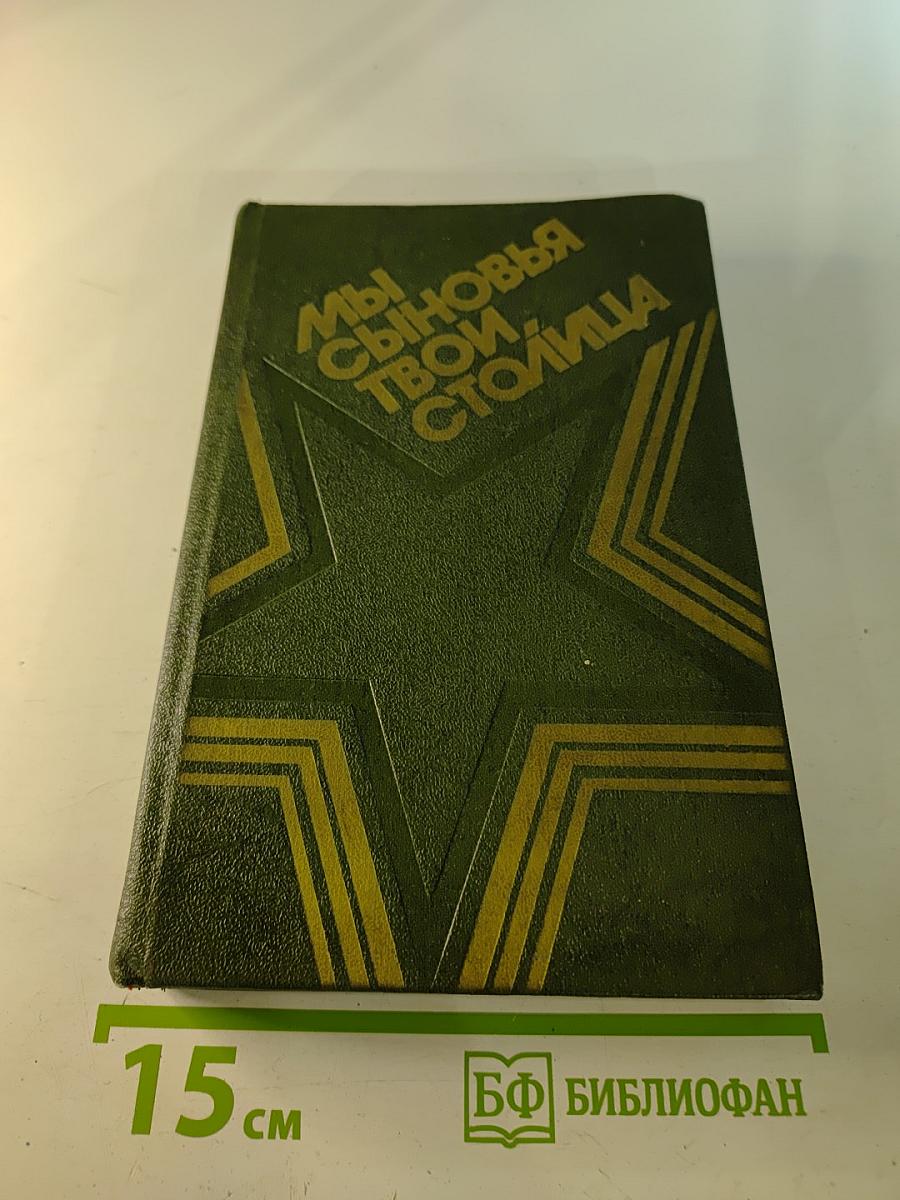 МЫ
СЫНОВЬЯ
ТВОИ,
СТОЛИЦА
15 см
БФ БИБЛИОФАН